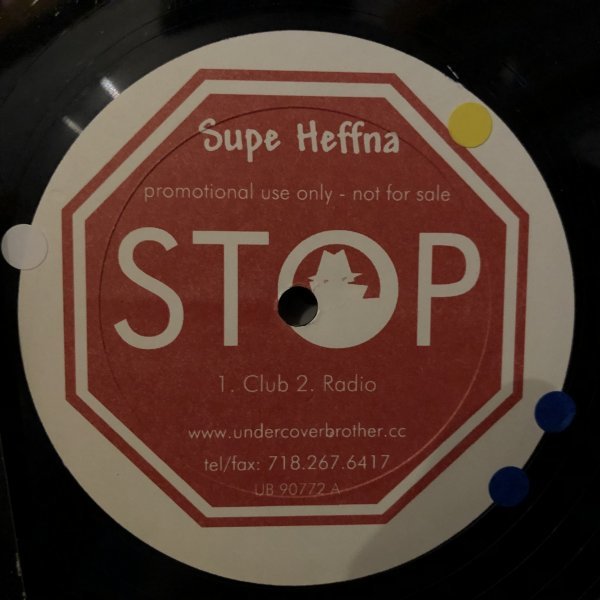 Supe Heffna
promotional use only - not for sale
STOP
1. Club 2. Radio
www.undercoverbrother.cc
tel/fax: 718.267.6417
UB 90772 A